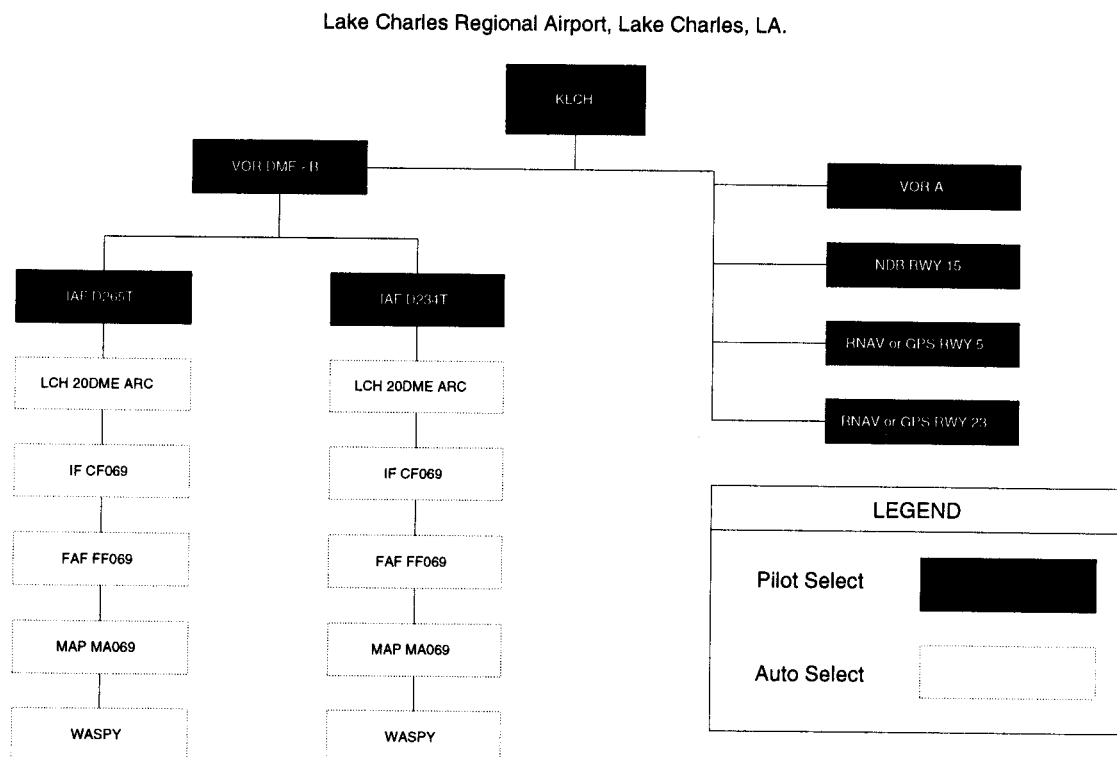 Lake Charles Regional Airport, Lake Charles, LA.
KLCH
VOR DME - B
VOR A
NDB RWY 15
RNAV or GPS RWY 5
RNAV or GPS RWY 23
IAF D265T
IAF D234T
LCH 20DME ARC
LCH 20DME ARC
IF CF069
IF CF069
FAF FF069
FAF FF069
MAP MA069
MAP MA069
WASPY
WASPY
LEGEND
Pilot Select
Auto Select